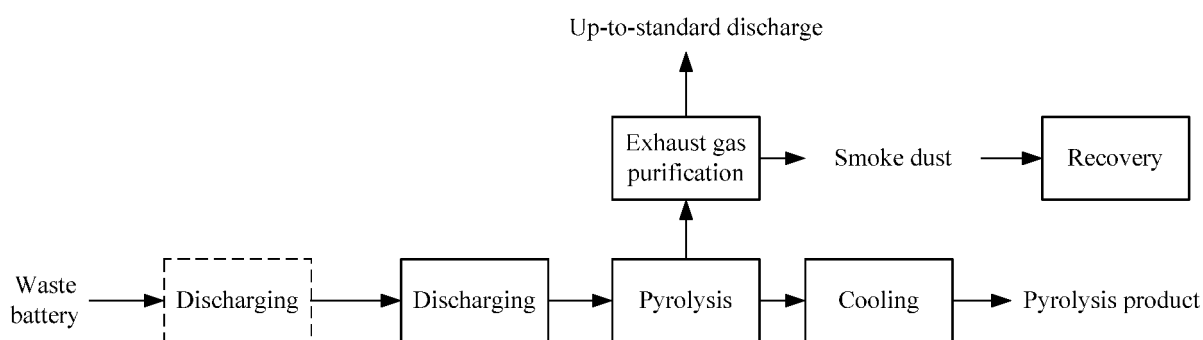 Up-to-standard discharge
Exhaust gas
purification
Smoke dust
Recovery
Waste
battery
Discharging
Discharging
Pyrolysis
Cooling
Pyrolysis product